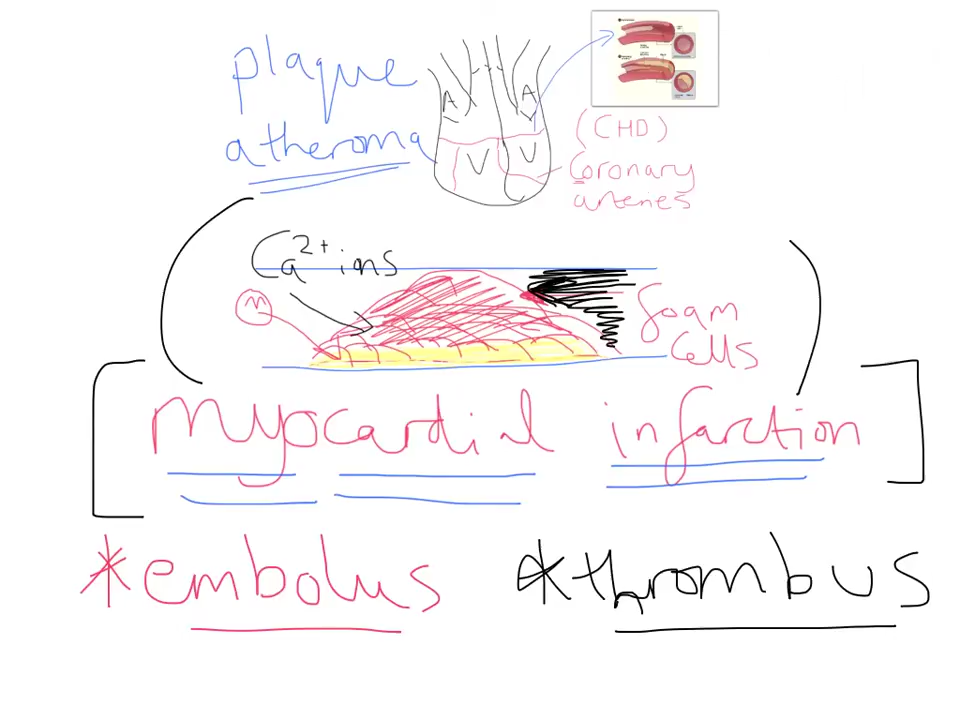 plaque
atheroma
A A
V V
(CHD)
Coronary
arteries
Ca2+ ions
M
foam
cells
myocardial infarction
*embolus *thrombus